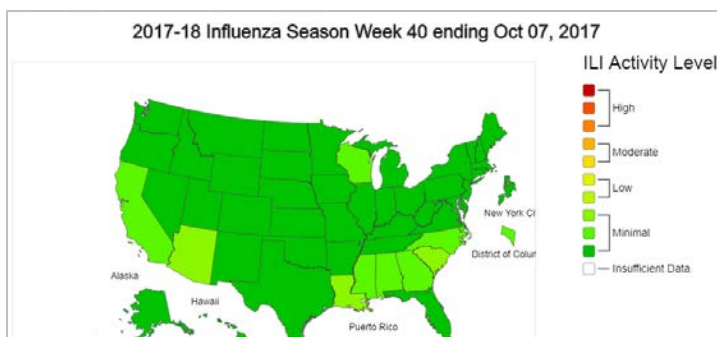 2017-18 Influenza Season Week 40 ending Oct 07, 2017
ILI Activity Level
High
Moderate
Low
Minimal
Insufficient Data
New York Ci
District of Colum
Alaska
Hawaii
Puerto Rico